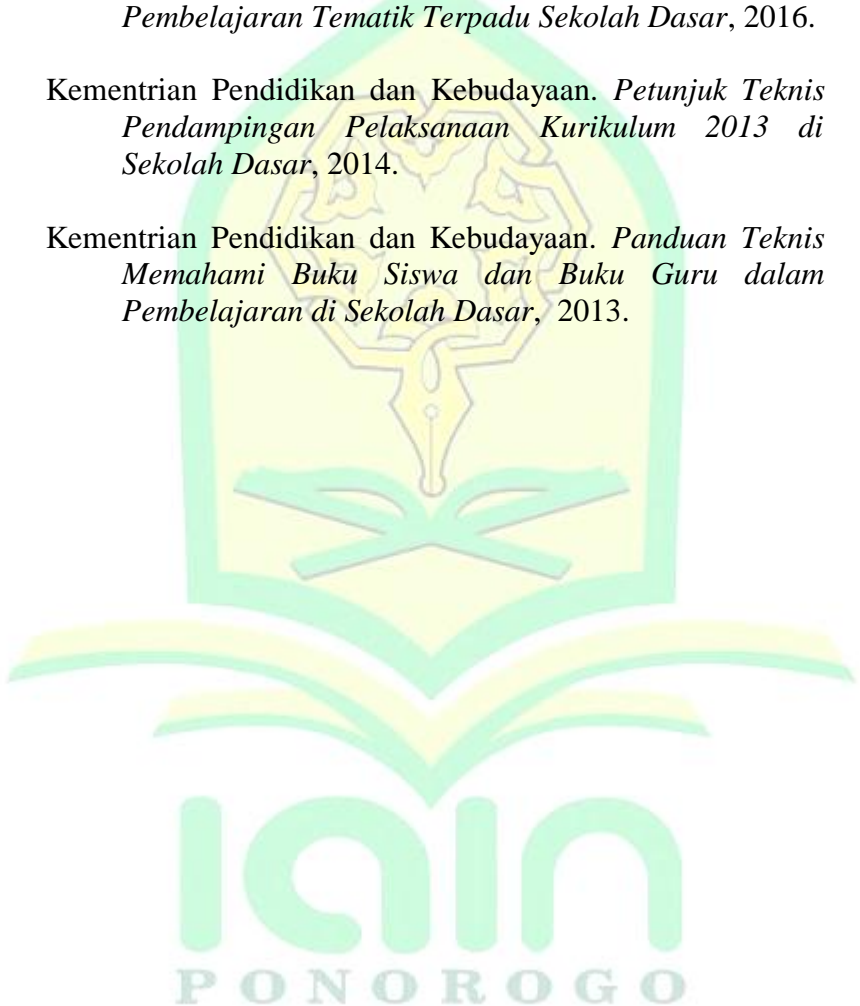 Pembelajaran Tematik Terpadu Sekolah Dasar, 2016.
Kementrian Pendidikan dan Kebudayaan. Petunjuk Teknis
Pendampingan Pelaksanaan Kurikulum 2013 di
Sekolah Dasar, 2014.
Kementrian Pendidikan dan Kebudayaan. Panduan Teknis
Memahami Buku Siswa dan Buku Guru dalam
Pembelajaran di Sekolah Dasar, 2013.
iain
PONOROGO